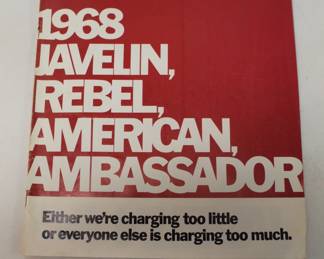 1968
JAVELIN,
REBEL,
AMERICAN,
AMBASSADOR
Either we're charging too little
or everyone else is charging too much.